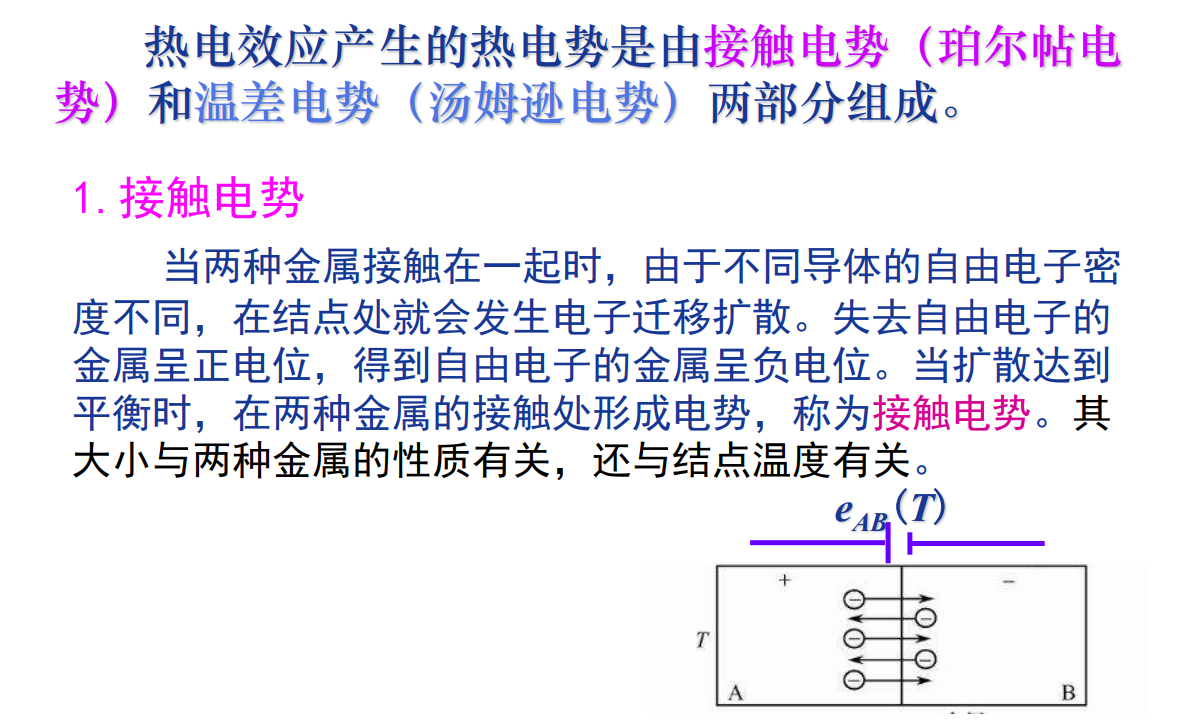 热电效应产生的热电势是由接触电势（珀尔帖电
势）和温差电势（汤姆逊电势）两部分组成。
1.接触电势
当两种金属接触在一起时，由于不同导体的自由电子密
度不同，在结点处就会发生电子迁移扩散。失去自由电子的
金属呈正电位，得到自由电子的金属呈负电位。当扩散达到
平衡时，在两种金属的接触处形成电势，称为接触电势。其
大小与两种金属的性质有关，还与结点温度有关。
eAB(T)
+ −
T
A B